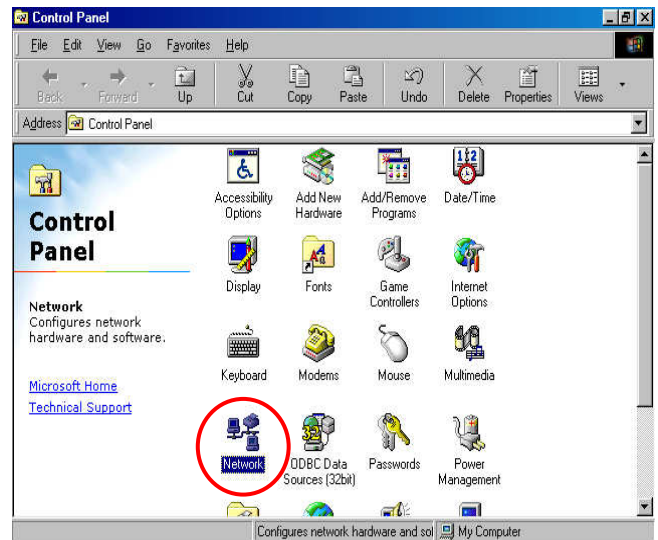 Control Panel
File Edit View Go Favorites Help
Back Forward Up Cut Copy Paste Undo Delete Properties Views
Address Control Panel
Control
Panel
Network
Configures network
hardware and software.
Microsoft Home
Technical Support
Accessibility
Options
Add New
Hardware
Add/Remove
Programs
Date/Time
Display
Fonts
Game
Controllers
Internet
Options
Keyboard
Modems
Mouse
Multimedia
Network
ODBC Data
Sources (32bit)
Passwords
Power
Management
Configures network hardware and sof
My Computer